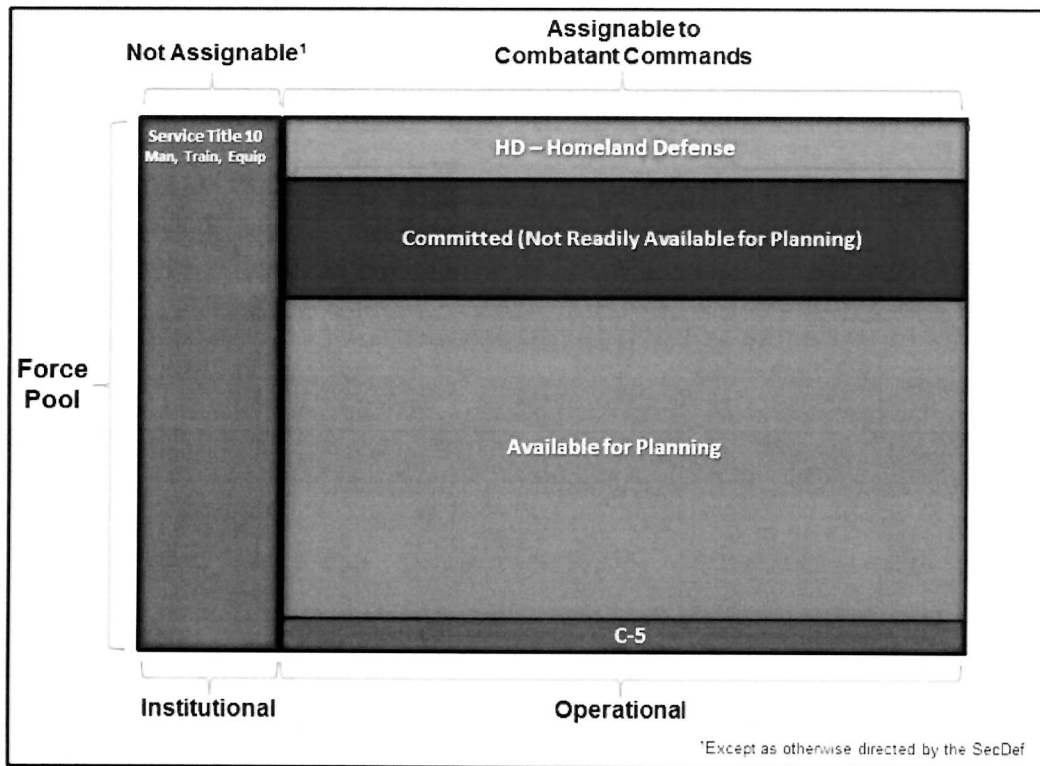 Not Assignable¹
Assignable to
Combatant Commands
Service Title 10
Man, Train, Equip
HD – Homeland Defense
Committed (Not Readily Available for Planning)
Force
Pool
Available for Planning
C-5
Institutional
Operational
¹Except as otherwise directed by the SecDef